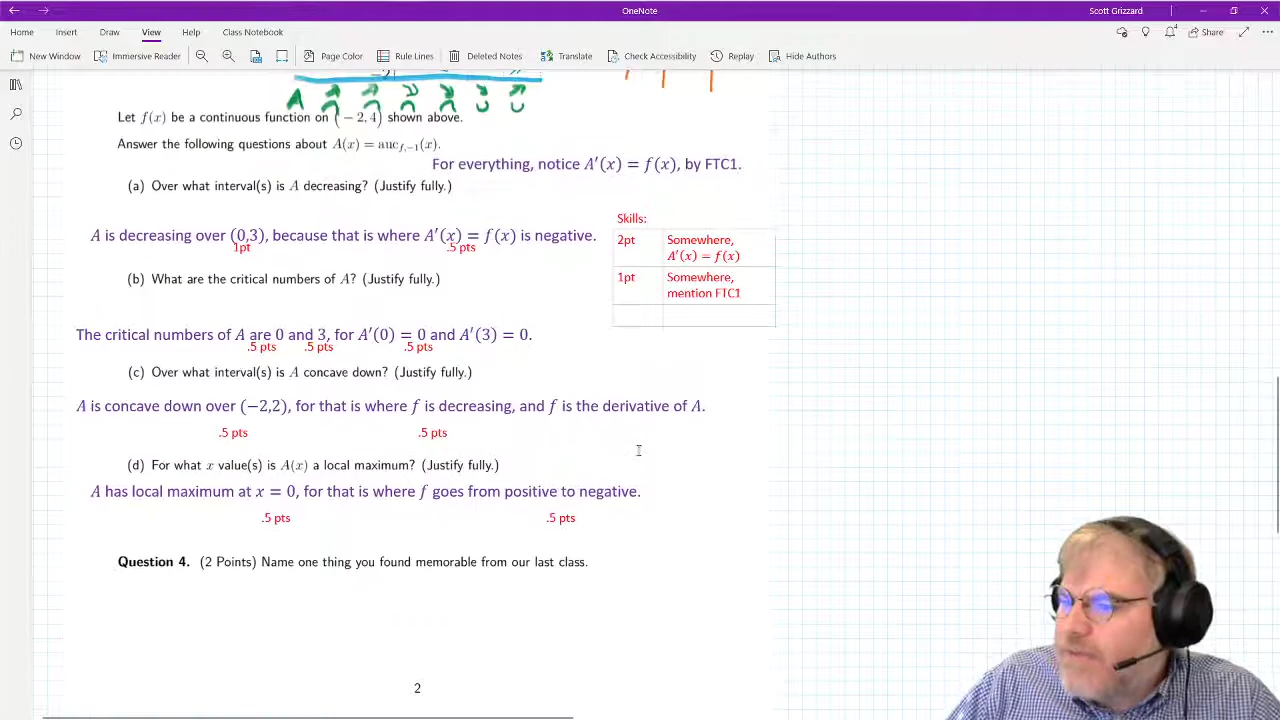 OneNote
Scott Grizzard
Home Insert Draw View Help Class Notebook
Share
New Window Immersive Reader Page Color Rule Lines Deleted Notes Translate Check Accessibility Replay Hide Authors
−2
A
Let f(x) be a continuous function on (−2, 4) shown above.
Answer the following questions about A(x) = auc_{f,−1}(x).
For everything, notice A′(x) = f(x), by FTC1.
(a) Over what interval(s) is A decreasing? (Justify fully.)
Skills:
A is decreasing over (0,3), because that is where A′(x) = f(x) is negative.
1pt .5 pts
2pt Somewhere, A′(x) = f(x)
1pt Somewhere, mention FTC1
(b) What are the critical numbers of A? (Justify fully.)
The critical numbers of A are 0 and 3, for A′(0) = 0 and A′(3) = 0.
.5 pts .5 pts .5 pts
(c) Over what interval(s) is A concave down? (Justify fully.)
A is concave down over (−2,2), for that is where f is decreasing, and f is the derivative of A.
.5 pts .5 pts
(d) For what x value(s) is A(x) a local maximum? (Justify fully.)
A has local maximum at x = 0, for that is where f goes from positive to negative.
.5 pts .5 pts
Question 4. (2 Points) Name one thing you found memorable from our last class.
2